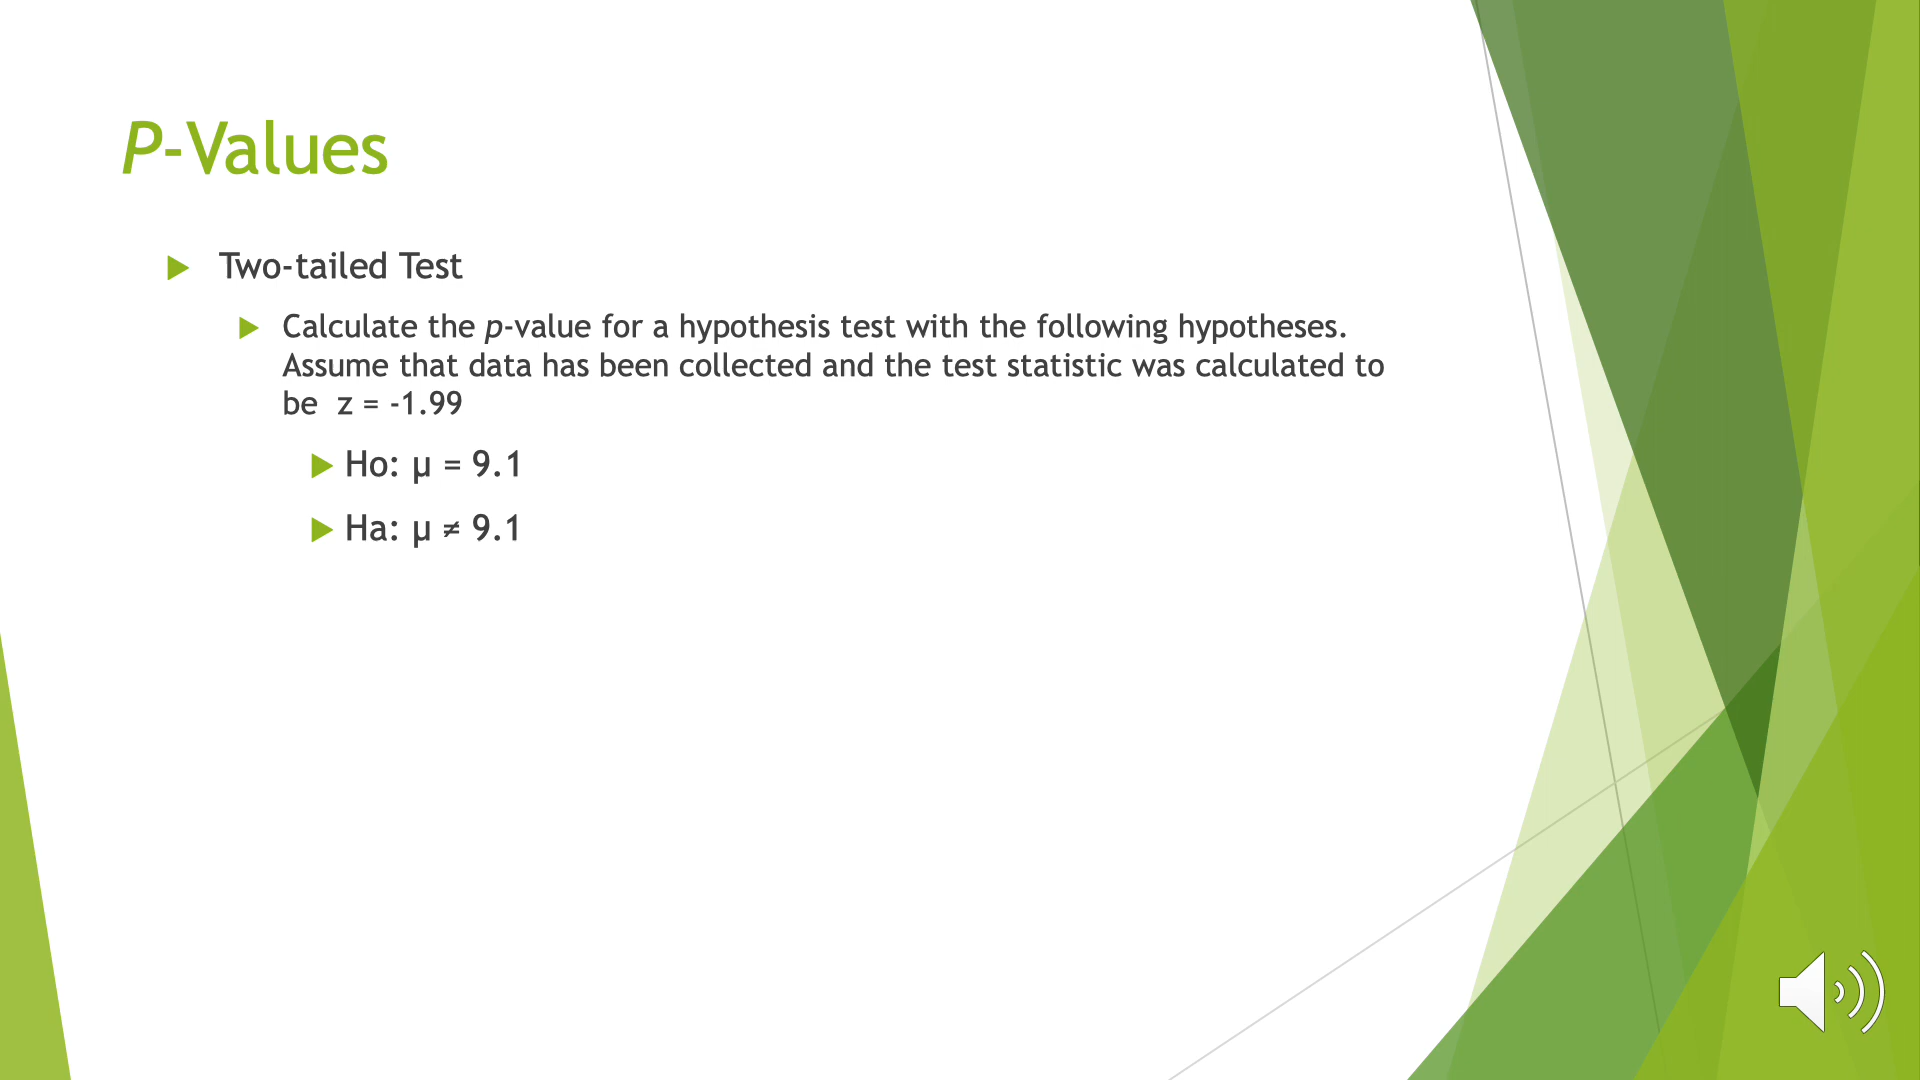 P-Values
Two-tailed Test
Calculate the p-value for a hypothesis test with the following hypotheses.
Assume that data has been collected and the test statistic was calculated to
be  z = -1.99
Ho: μ = 9.1
Ha: μ ≠ 9.1